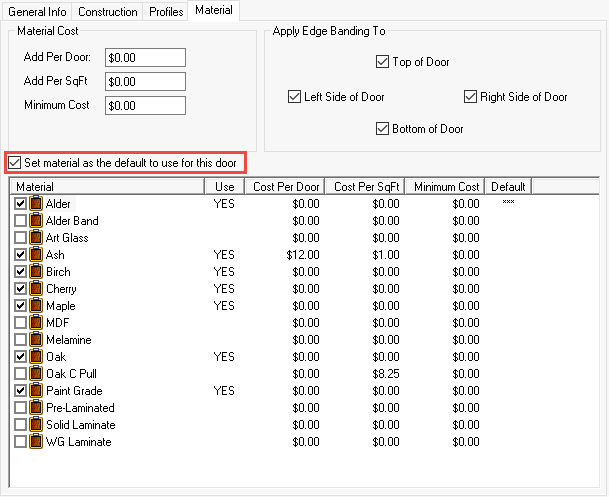 General Info Construction Profiles Material
Material Cost
Add Per Door: $0.00
Add Per SqFt $0.00
Minimum Cost $0.00
Apply Edge Banding To
Top of Door
Left Side of Door Right Side of Door
Bottom of Door
Set material as the default to use for this door
Material Use Cost Per Door Cost Per SqFt Minimum Cost Default
Alder YES $0.00 $0.00 $0.00 ***
Alder Band $0.00 $0.00 $0.00
Art Glass $0.00 $0.00 $0.00
Ash YES $12.00 $1.00 $0.00
Birch YES $0.00 $0.00 $0.00
Cherry YES $0.00 $0.00 $0.00
Maple YES $0.00 $0.00 $0.00
MDF $0.00 $0.00 $0.00
Melamine $0.00 $0.00 $0.00
Oak YES $0.00 $0.00 $0.00
Oak C Pull $0.00 $8.25 $0.00
Paint Grade YES $0.00 $0.00 $0.00
Pre-Laminated $0.00 $0.00 $0.00
Solid Laminate $0.00 $0.00 $0.00
WG Laminate $0.00 $0.00 $0.00